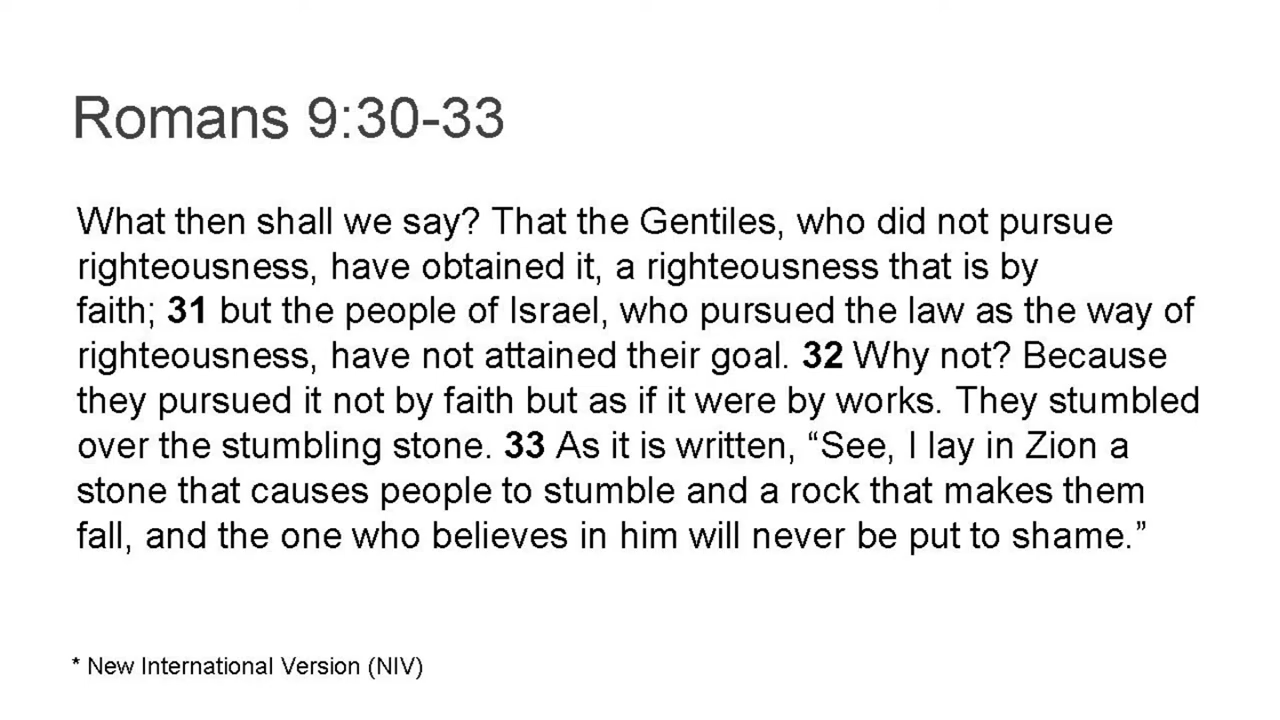 Romans 9:30-33
What then shall we say? That the Gentiles, who did not pursue
righteousness, have obtained it, a righteousness that is by
faith; 31 but the people of Israel, who pursued the law as the way of
righteousness, have not attained their goal. 32 Why not? Because
they pursued it not by faith but as if it were by works. They stumbled
over the stumbling stone. 33 As it is written, “See, I lay in Zion a
stone that causes people to stumble and a rock that makes them
fall, and the one who believes in him will never be put to shame.”
* New International Version (NIV)